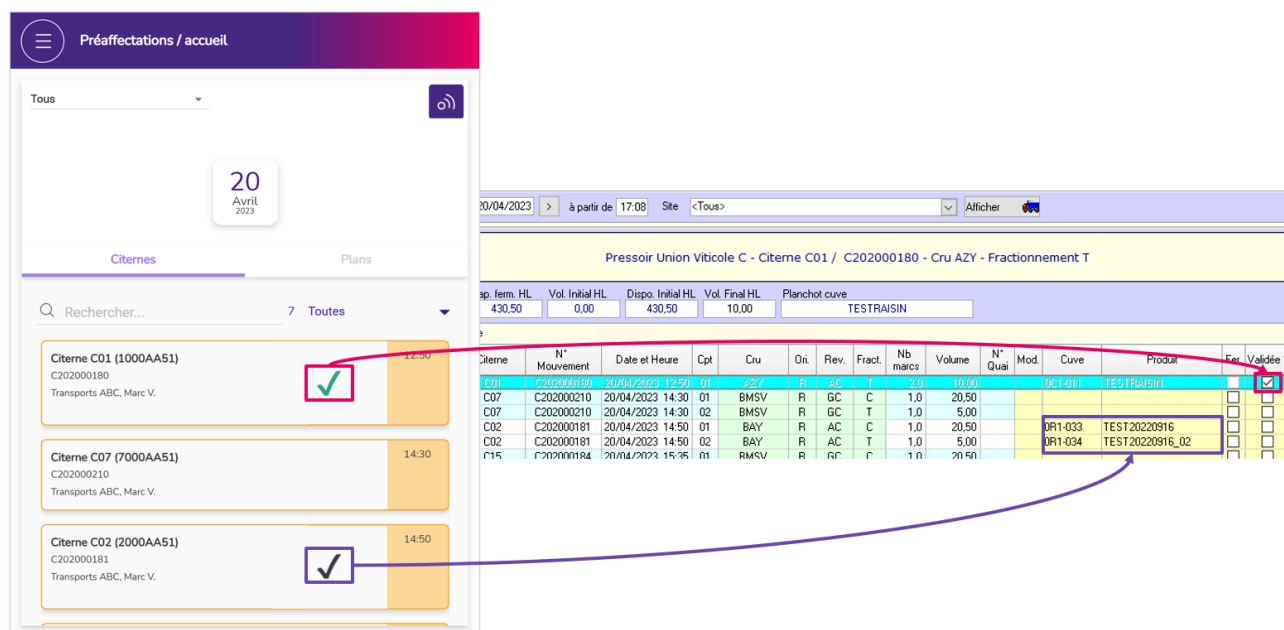 Préaffectations / accueil
Tous
20
Avril
2023
Citernes Plans
Rechercher... 7 Toutes
Citerne C01 (1000AA51) 12:50
C202000180
Transports ABC, Marc V.
Citerne C07 (7000AA51) 14:30
C202000210
Transports ABC, Marc V.
Citerne C02 (2000AA51) 14:50
C202000181
Transports ABC, Marc V.
20/04/2023 > à partir de 17:08 Site <Tous> Afficher
Pressoir Union Viticole C - Citerne C01 / C202000180 - Cru AZY - Fractionnement T
ap. ferm. HL Vol. Initial HL Dispo. Initial HL Vol. Final HL Planchot cuve
430,50 0,00 430,50 10,00 TESTRAISIN
Citerne N° Mouvement Date et Heure Cpt Cru Ori. Rev. Fract. Nb marcs Volume N° Quai Mod. Cuve Produit Fer Validée
C01 C202000180 20/04/2023 12:50 01 AZY R AC T 2,0 10,00 0C1-011 TESTRAISIN
C07 C202000210 20/04/2023 14:30 01 BMSV R GC C 1,0 20,50
C07 C202000210 20/04/2023 14:30 02 BMSV R GC T 1,0 5,00
C02 C202000181 20/04/2023 14:50 01 BAY R AC C 1,0 20,50 0R1-033 TEST20220916
C02 C202000181 20/04/2023 14:50 02 BAY R AC T 1,0 5,00 0R1-034 TEST20220916_02
C15 C202000184 20/04/2023 15:35 01 BMSV R GC C 1,0 20,50